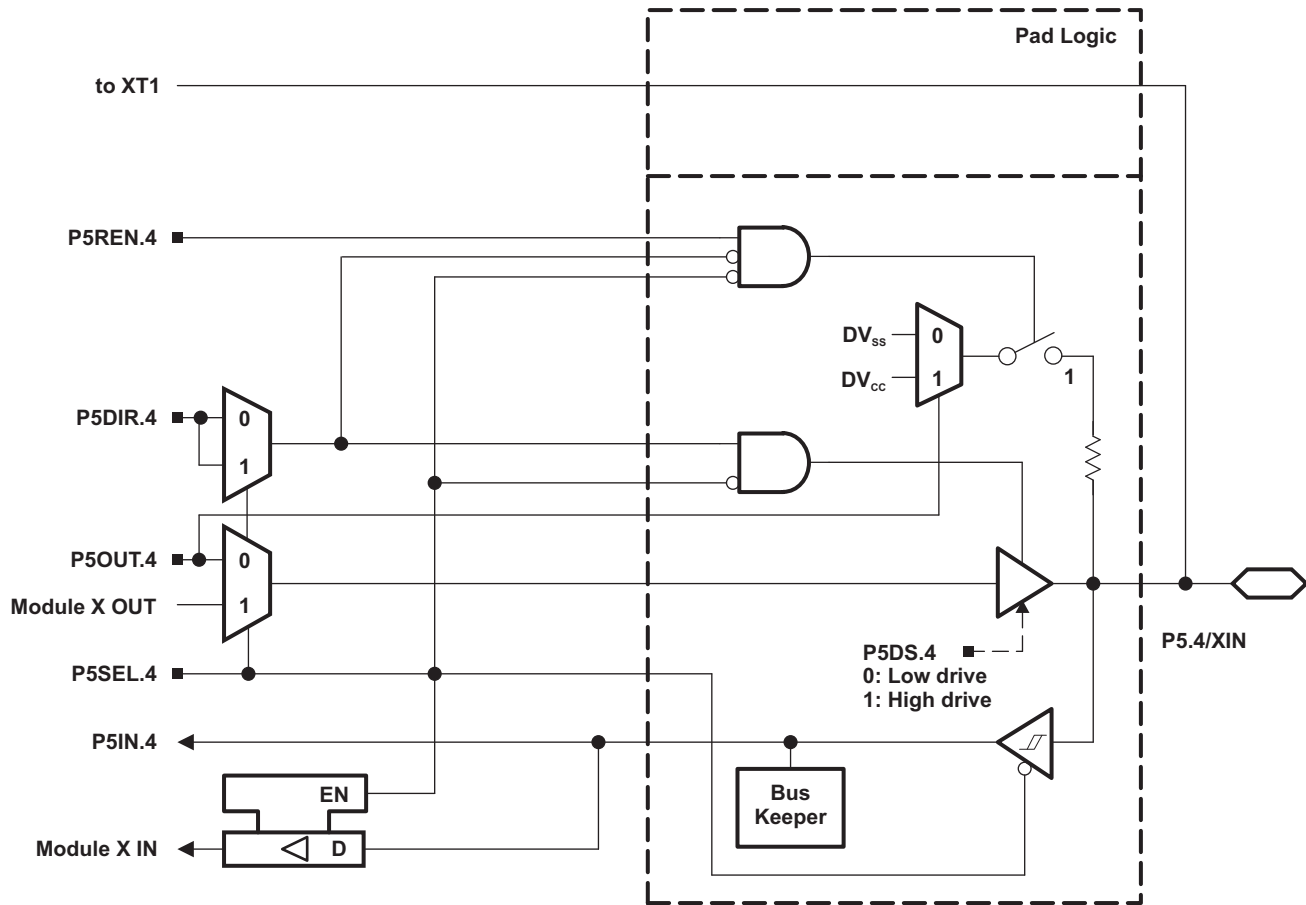 Pad Logic
to XT1
P5REN.4
DVSS
0
DVCC
1
1
P5DIR.4
0
1
P5OUT.4
0
Module X OUT
1
P5DS.4
0: Low drive
1: High drive
P5.4/XIN
P5SEL.4
P5IN.4
EN
Bus
Keeper
Module X IN
D